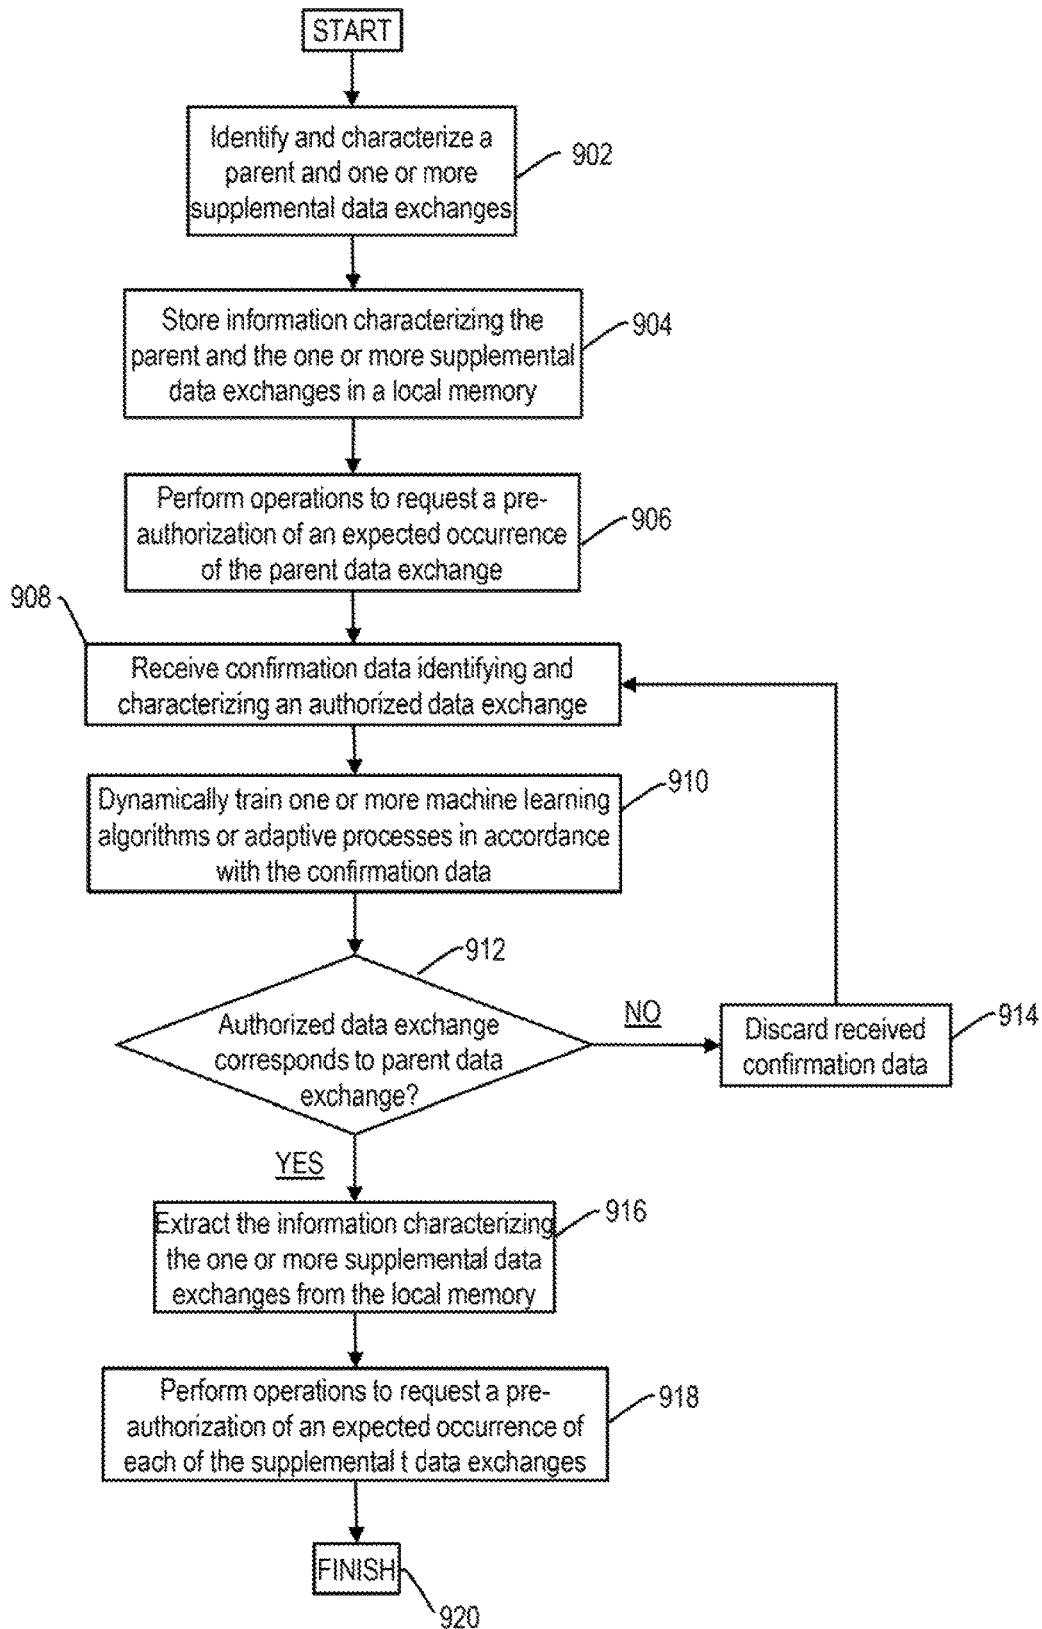 START
Identify and characterize a
parent and one or more
supplemental data exchanges
902
Store information characterizing the
parent and the one or more supplemental
data exchanges in a local memory
904
Perform operations to request a pre-
authorization of an expected occurrence
of the parent data exchange
906
908
Receive confirmation data identifying and
characterizing an authorized data exchange
Dynamically train one or more machine learning
algorithms or adaptive processes in accordance
with the confirmation data
910
912
Authorized data exchange
corresponds to parent data
exchange?
NO
Discard received
confirmation data
914
YES
Extract the information characterizing
the one or more supplemental data
exchanges from the local memory
916
Perform operations to request a pre-
authorization of an expected occurrence of
each of the supplemental t data exchanges
918
FINISH
920